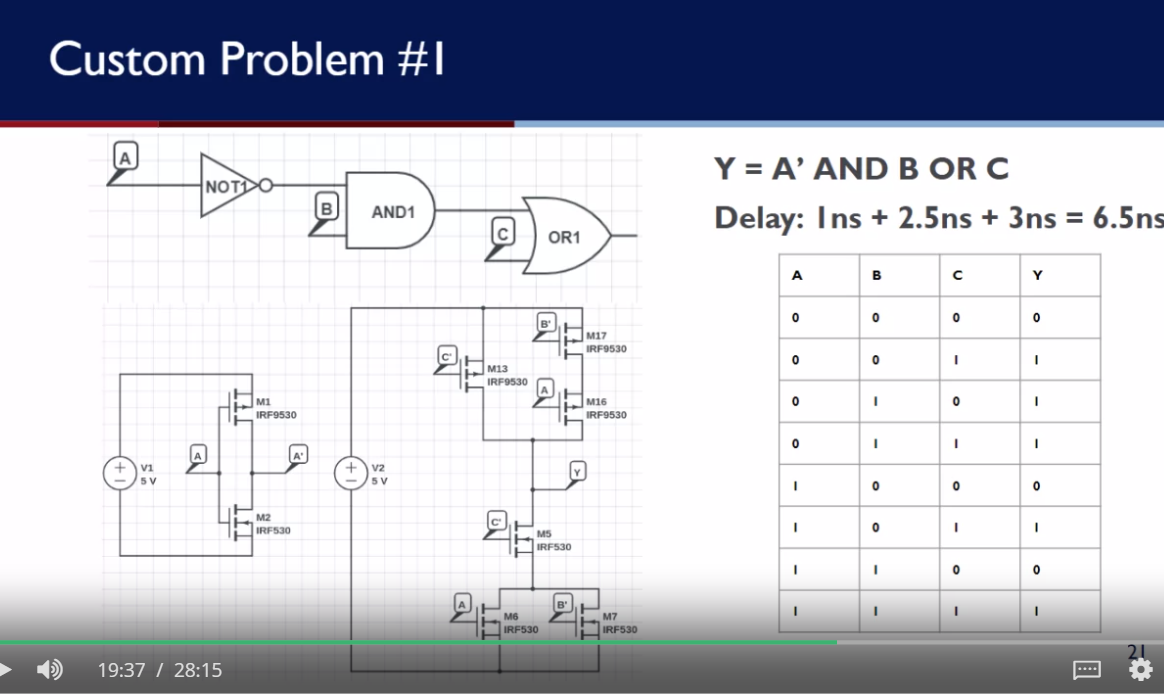 Custom Problem #1
A
NOT1
B
AND1
C
OR1
Y = A’ AND B OR C
Delay: 1ns + 2.5ns + 3ns = 6.5ns
A B C Y
0 0 0 0
0 0 1 1
0 1 0 1
0 1 1 1
1 0 0 0
1 0 1 1
1 1 0 0
1 1 1 1
M1
IRF9530
A
A'
V1
5 V
M2
IRF530
B'
M17
IRF9530
C'
M13
IRF9530
A
M16
IRF9530
V2
5 V
Y
C'
M5
IRF530
A
M6
IRF530
B'
M7
IRF530
21
19:37 / 28:15